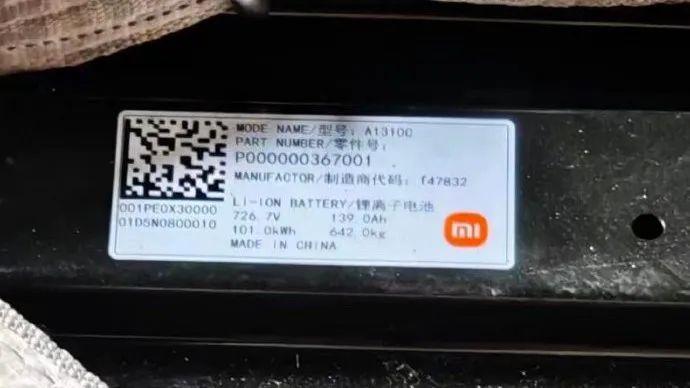 MODE NAME/型号: A1310C
PART NUMBER/零件号:
P000000367001
MANUFACTOR/制造商代码: f47832
001PE0X30000
01D5N0800010
LI-ION BATTERY/锂离子电池
726.7V 139.0Ah
101.0kWh 642.0kg
MADE IN CHINA
mi